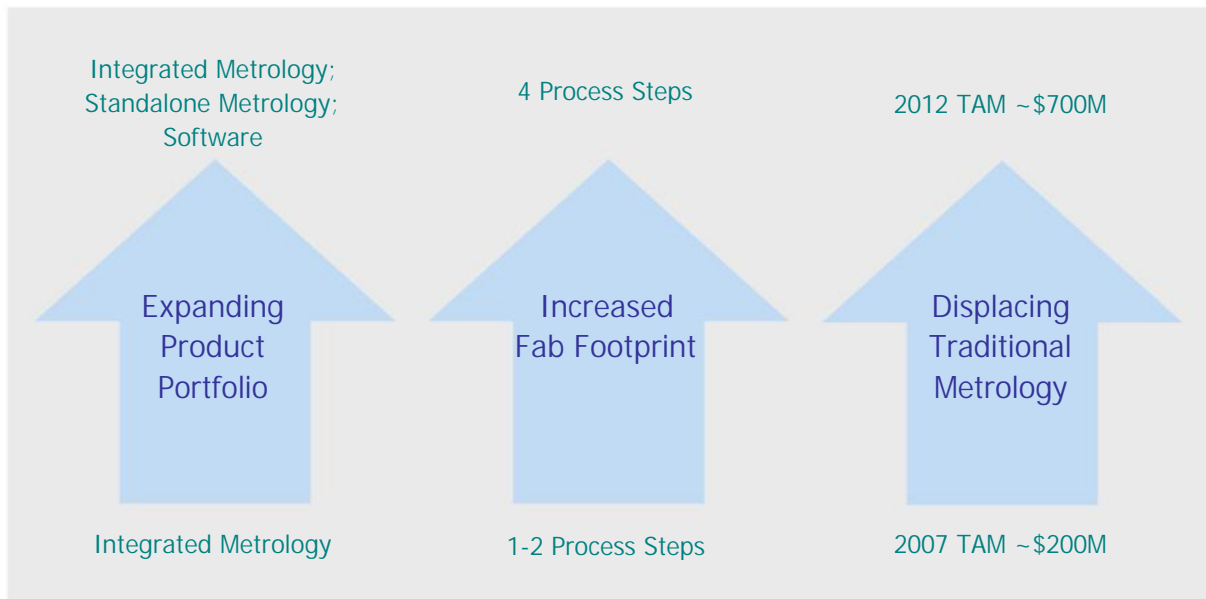 Integrated Metrology;
Standalone Metrology;
Software
4 Process Steps
2012 TAM ~$700M
Expanding
Product
Portfolio
Increased
Fab Footprint
Displacing
Traditional
Metrology
Integrated Metrology
1-2 Process Steps
2007 TAM ~$200M